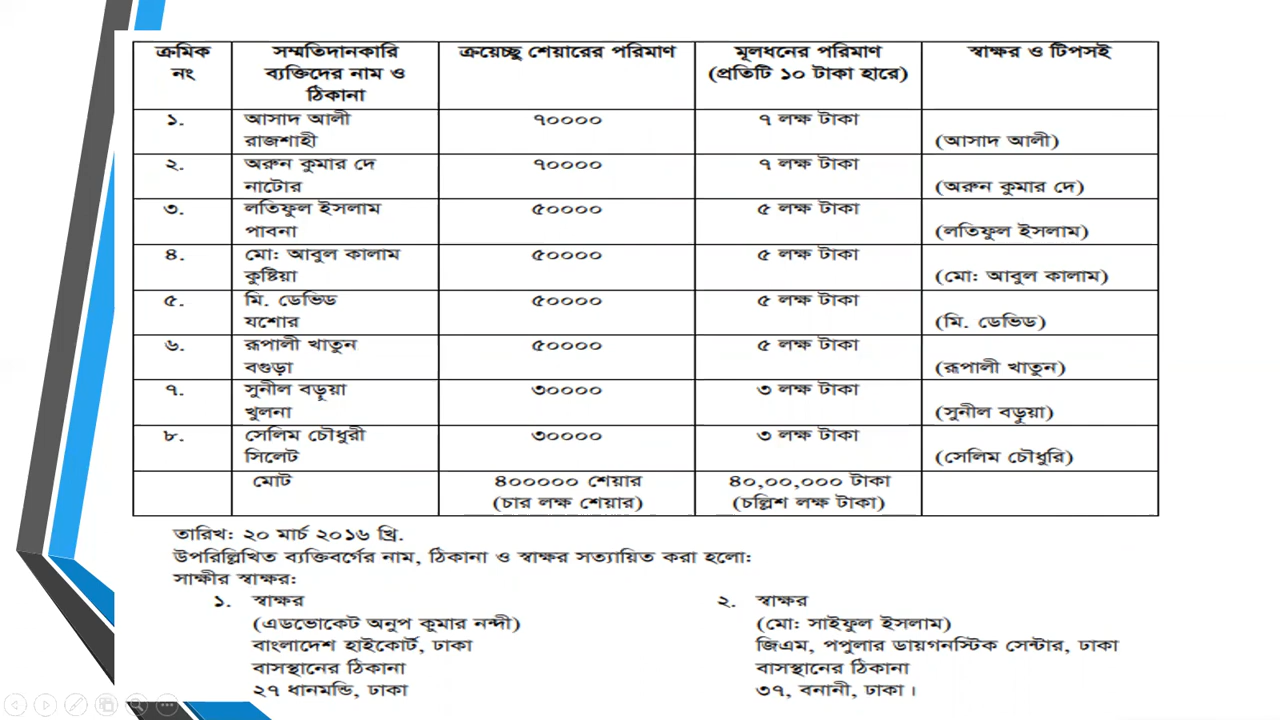 ক্রমিক নং	সম্মতিদানকারি ব্যক্তিদের নাম ও ঠিকানা	ক্রয়েচ্ছু শেয়ারের পরিমাণ	মূলধনের পরিমাণ (প্রতিটি ১০ টাকা হারে)	স্বাক্ষর ও টিপসই
১.	আসাদ আলী রাজশাহী	৭০০০০	৭ লক্ষ টাকা	(আসাদ আলী)
২.	অরুন কুমার দে নাটোর	৭০০০০	৭ লক্ষ টাকা	(অরুন কুমার দে)
৩.	লতিফুল ইসলাম পাবনা	৫০০০০	৫ লক্ষ টাকা	(লতিফুল ইসলাম)
৪.	মো: আবুল কালাম কুষ্টিয়া	৫০০০০	৫ লক্ষ টাকা	(মো: আবুল কালাম)
৫.	মি. ডেভিড যশোর	৫০০০০	৫ লক্ষ টাকা	(মি. ডেভিড)
৬.	রূপালী খাতুন বগুড়া	৫০০০০	৫ লক্ষ টাকা	(রূপালী খাতুন)
৭.	সুনীল বড়ুয়া খুলনা	৩০০০০	৩ লক্ষ টাকা	(সুনীল বড়ুয়া)
৮.	সেলিম চৌধুরী সিলেট	৩০০০০	৩ লক্ষ টাকা	(সেলিম চৌধুরি)
মোট	৪০০০০০ শেয়ার (চার লক্ষ শেয়ার)	৪০,০০,০০০ টাকা (চল্লিশ লক্ষ টাকা)
তারিখ: ২০ মার্চ ২০১৬ খ্রি.
উপরিল্লিখিত ব্যক্তিবর্গের নাম, ঠিকানা ও স্বাক্ষর সত্যায়িত করা হলো:
সাক্ষীর স্বাক্ষর:
১. স্বাক্ষর
(এডভোকেট অনুপ কুমার নন্দী)
বাংলাদেশ হাইকোর্ট, ঢাকা
বাসস্থানের ঠিকানা
২৭ ধানমন্ডি, ঢাকা
২. স্বাক্ষর
(মো: সাইফুল ইসলাম)
জিএম, পপুলার ডায়গনস্টিক সেন্টার, ঢাকা
বাসস্থানের ঠিকানা
৩৭, বনানী, ঢাকা।